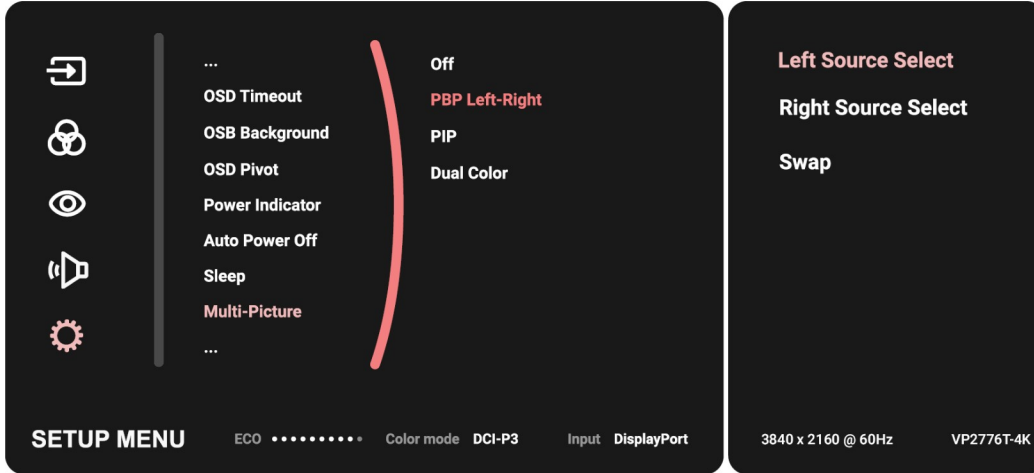 ...
OSD Timeout
OSB Background
OSD Pivot
Power Indicator
Auto Power Off
Sleep
Multi-Picture
...
Off
PBP Left-Right
PIP
Dual Color
Left Source Select
Right Source Select
Swap
SETUP MENU ECO Color mode DCI-P3 Input DisplayPort 3840 x 2160 @ 60Hz VP2776T-4K